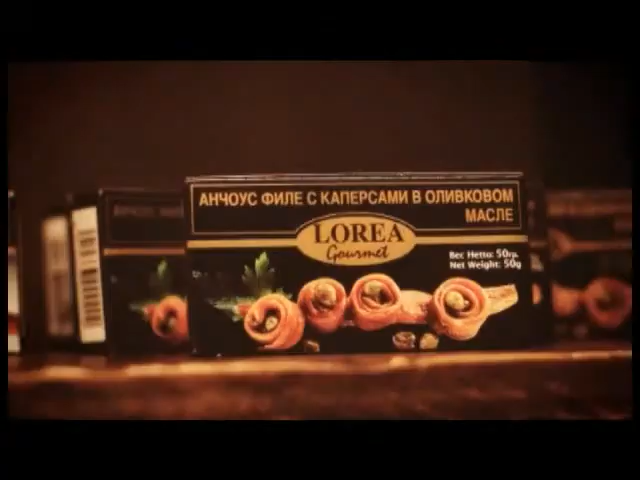 АНЧОУС ФИЛЕ С КАПЕРСАМИ В ОЛИВКОВОМ
МАСЛЕ
LOREA
Gourmet
Вес Нетто: 50гр.
Net Weight: 50g